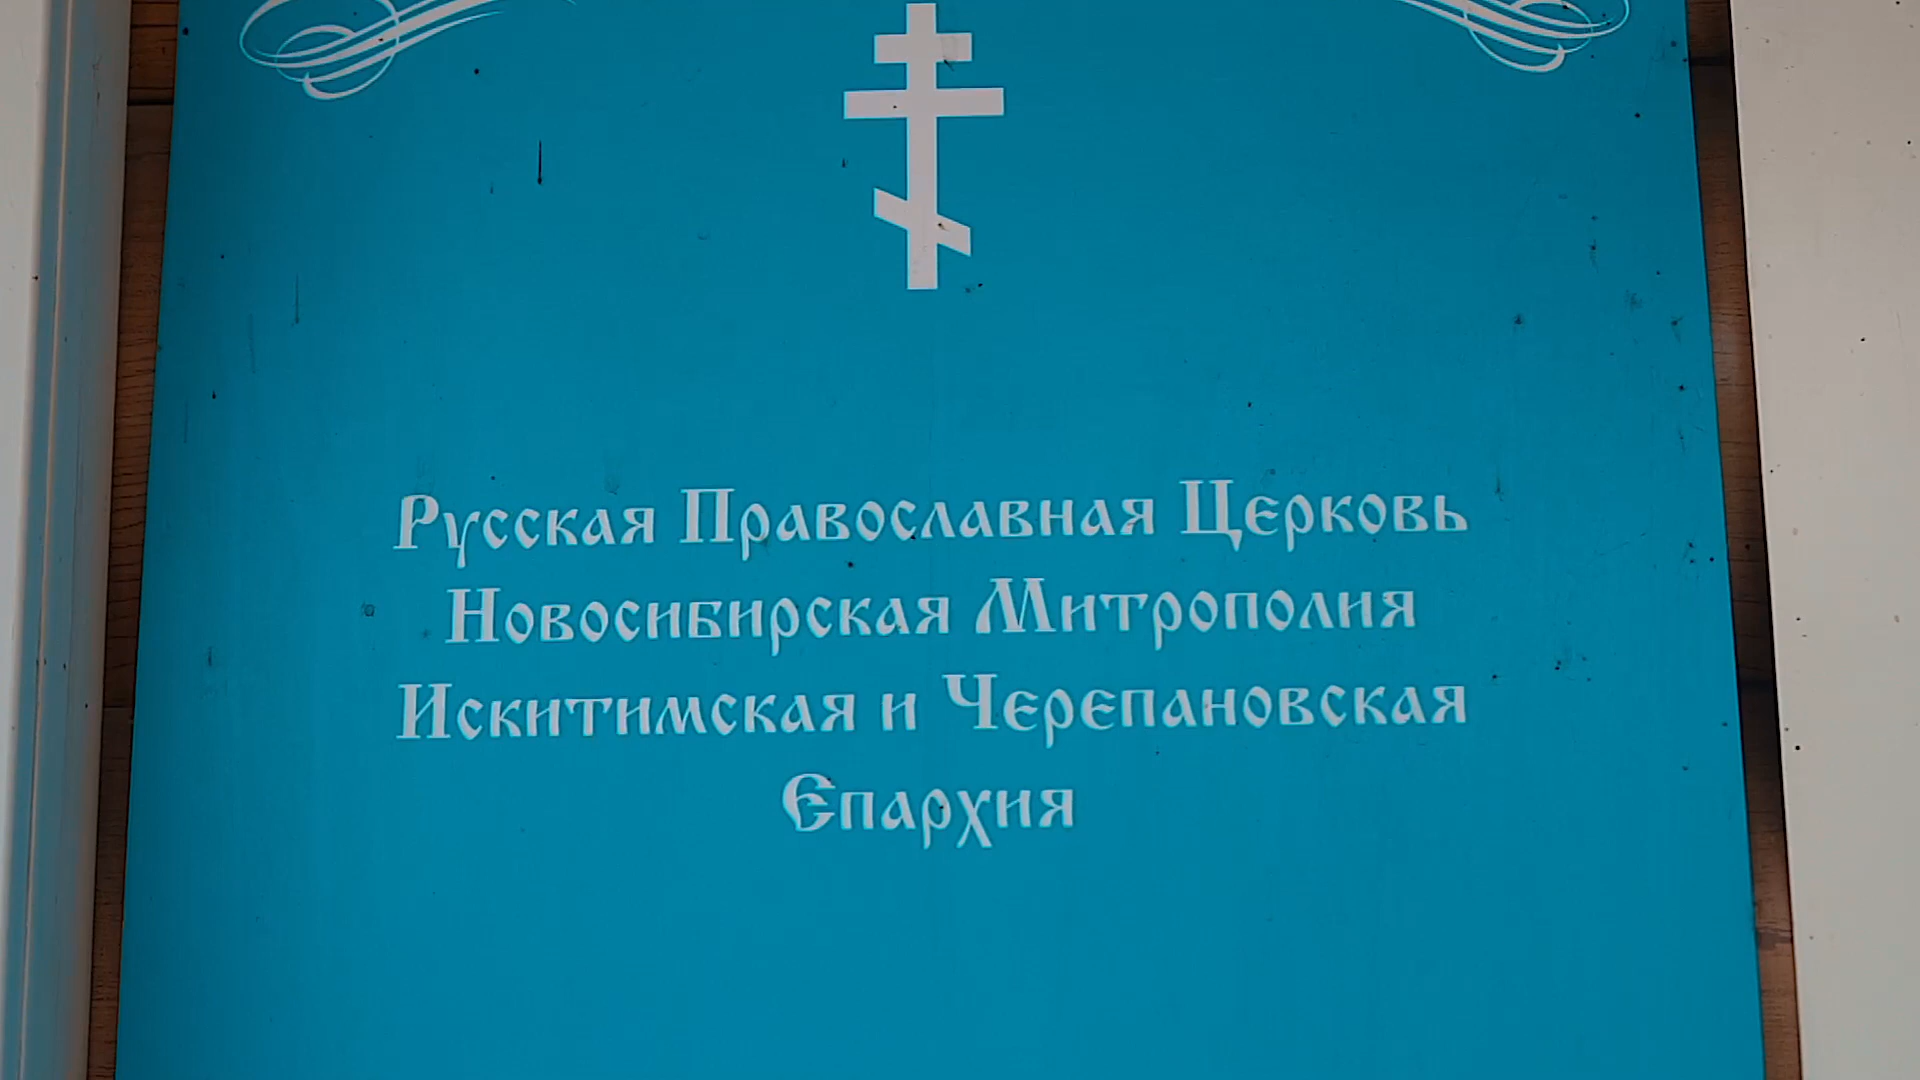 Русская Православная Церковь
Новосибирская Митрополия
Искитимская и Черепановская
Епархия